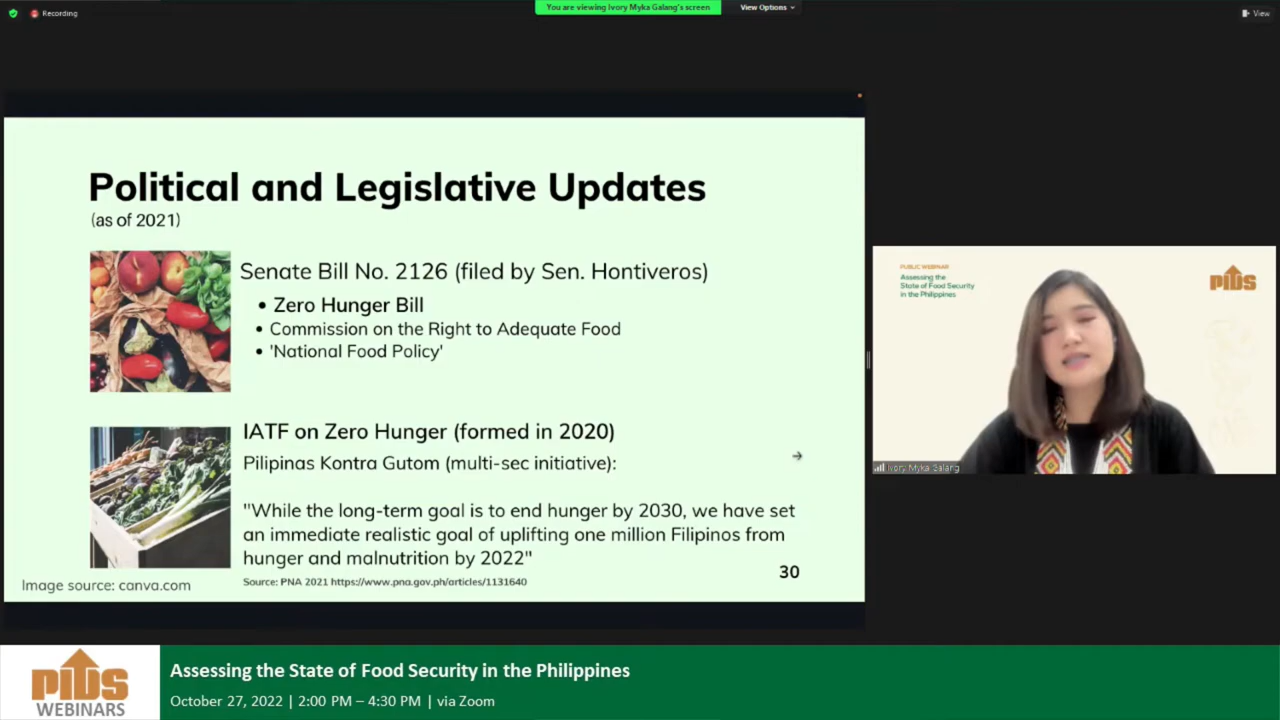 Recording
You are viewing Ivory Myka Galang's screen
View Options
View
Political and Legislative Updates
(as of 2021)
Senate Bill No. 2126 (filed by Sen. Hontiveros)
• Zero Hunger Bill
• Commission on the Right to Adequate Food
• 'National Food Policy'
IATF on Zero Hunger (formed in 2020)
Pilipinas Kontra Gutom (multi-sec initiative):
"While the long-term goal is to end hunger by 2030, we have set
an immediate realistic goal of uplifting one million Filipinos from
hunger and malnutrition by 2022"
Source: PNA 2021 https://www.pna.gov.ph/articles/1131640
30
Image source: canva.com
PUBLIC WEBINAR
Assessing the
State of Food Security
in the Philippines
PIDS
Ivory Myka Galang
PIDS
WEBINARS
Assessing the State of Food Security in the Philippines
October 27, 2022 | 2:00 PM – 4:30 PM | via Zoom